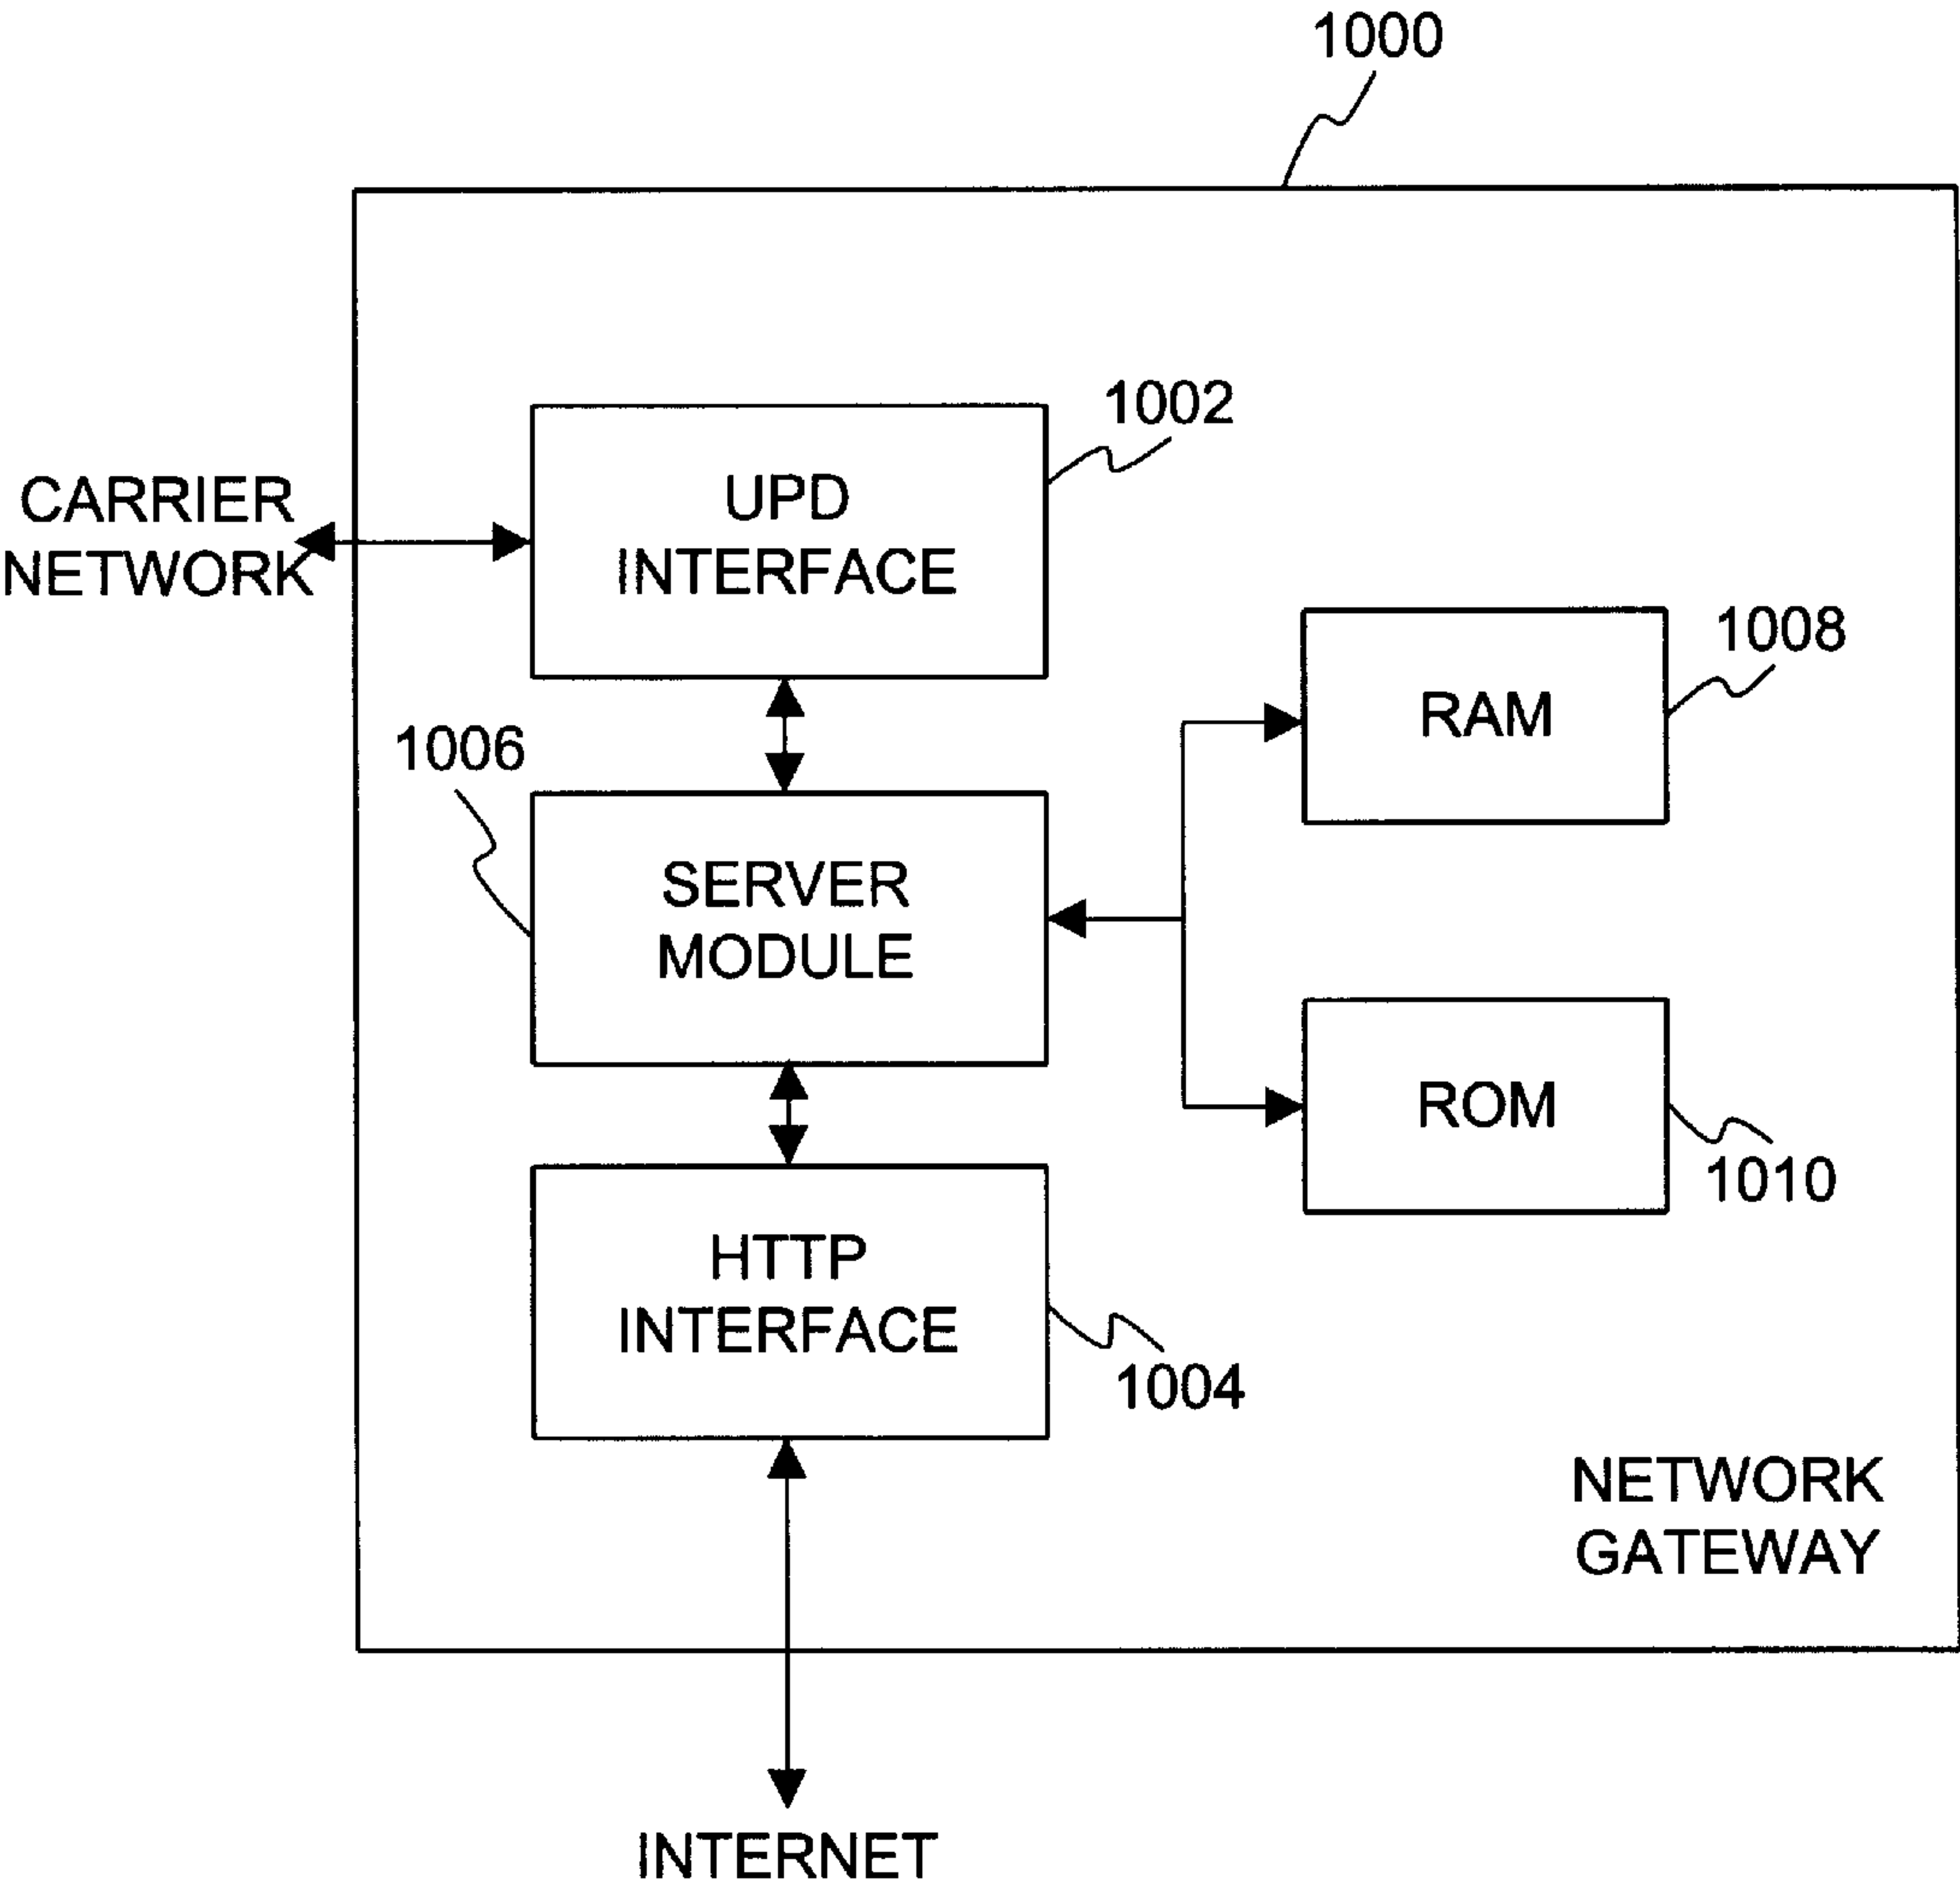 1000
1002
UPD
INTERFACE
CARRIER
NETWORK
1008
RAM
1006
SERVER
MODULE
ROM
1010
HTTP
INTERFACE
1004
NETWORK
GATEWAY
INTERNET